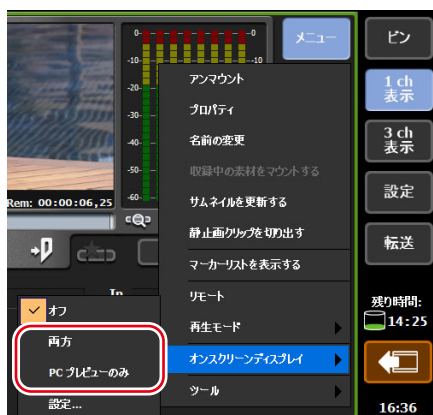 0 0
-10 -10
-20
-30
-40
-50
-60
Rem: 00:00:06,25
メニュー
アンマウント
プロパティ
名前の変更
収録中の素材をマウントする
サムネイルを更新する
静止画クリップを切り出す
マーカーリストを表示する
リモート
再生モード
オンスクリーンディスプレイ
ツール
In
オフ
両方
PC プレビューのみ
設定...
ピン
1 ch
表示
3 ch
表示
設定
転送
残り時間:
14:25
16:36